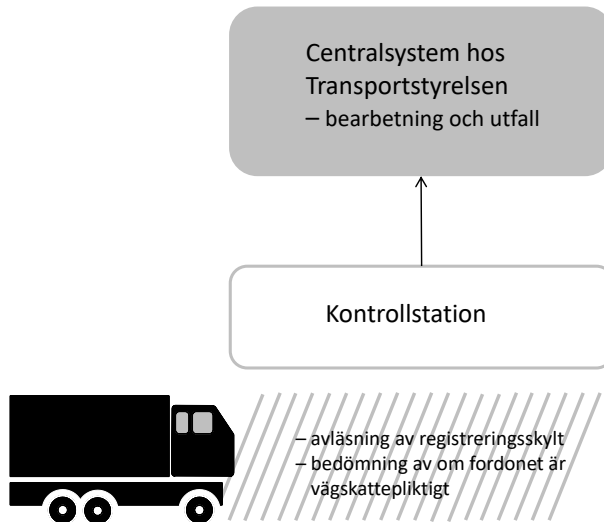 Centralsystem hos
Transportstyrelsen
– bearbetning och utfall
Kontrollstation
– avläsning av registreringsskylt
– bedömning av om fordonet är
vägskattepliktigt